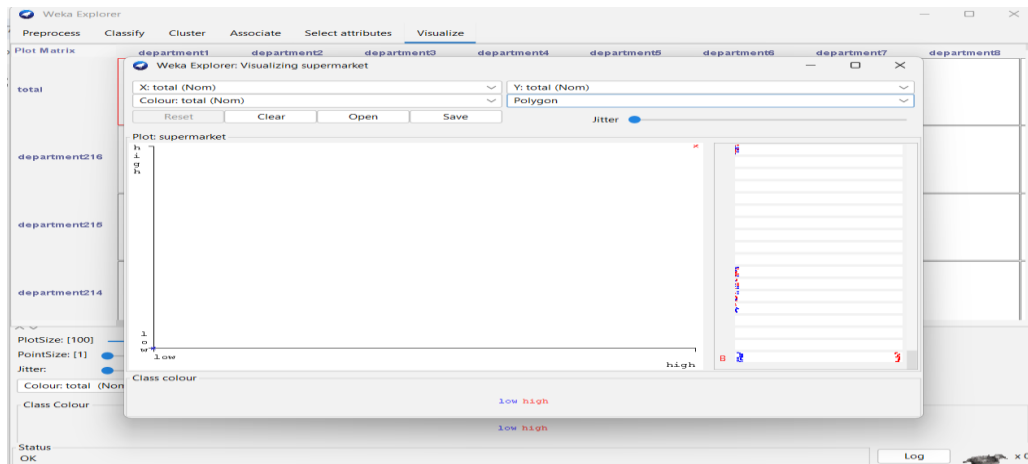 Weka Explorer
Preprocess Classify Cluster Associate Select attributes Visualize
Plot Matrix department1 department2 department3 department4 department5 department6 department7 department8
Weka Explorer: Visualizing supermarket
total
X: total (Nom) Y: total (Nom)
Colour: total (Nom) Polygon
Reset Clear Open Save
Jitter
Plot: supermarket
high
department216
department215
department214
low
low
high
B
PlotSize: [100]
PointSize: [1]
Jitter:
Colour: total (Nom
Class colour
low high
Class Colour
low high
Status
OK
Log
x 0